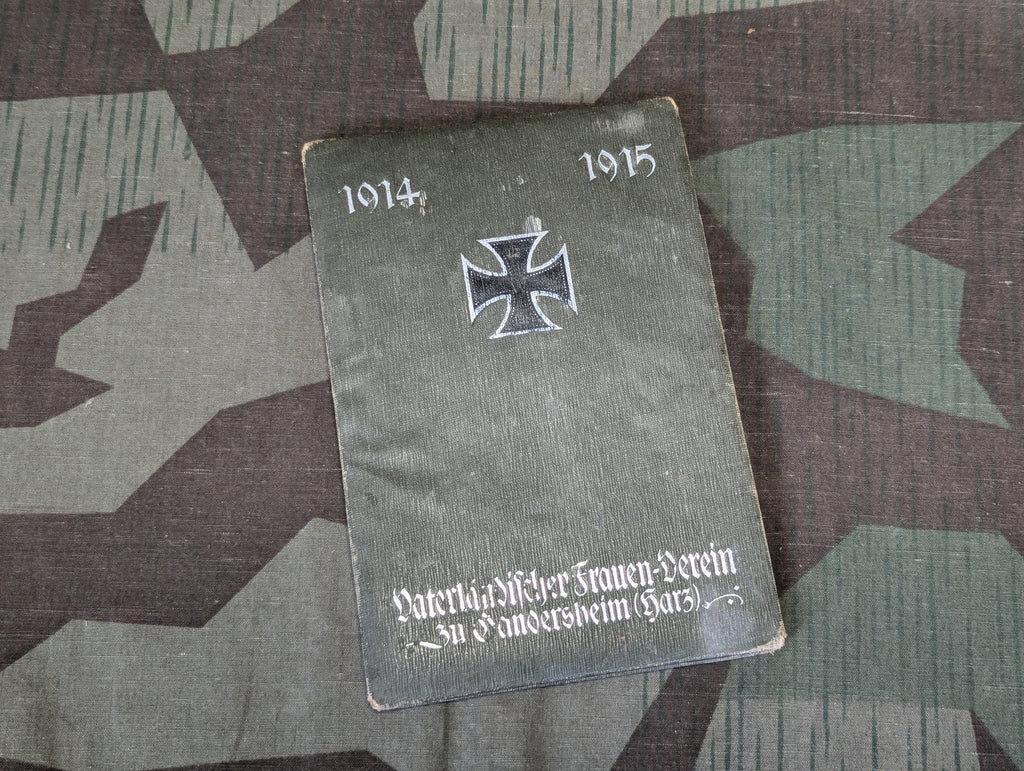 1914 1915
Vaterländischer Frauen-Verein
zu Gandersheim (Harz)